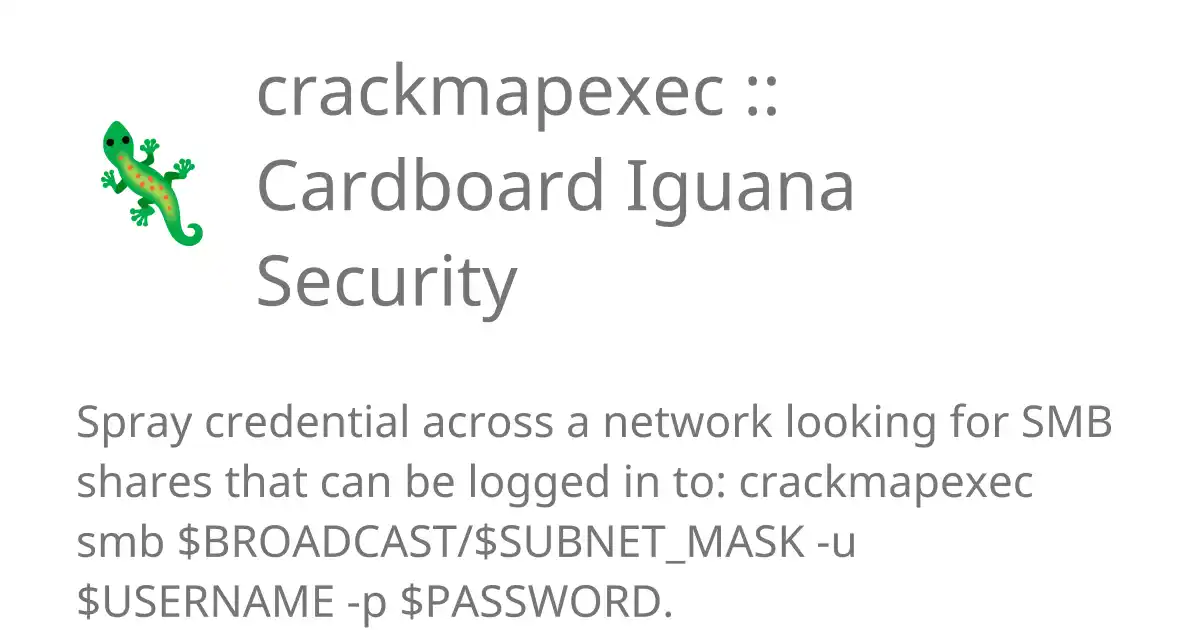 crackmapexec ::
Cardboard Iguana
Security
Spray credential across a network looking for SMB
shares that can be logged in to: crackmapexec
smb $BROADCAST/$SUBNET_MASK -u
$USERNAME -p $PASSWORD.